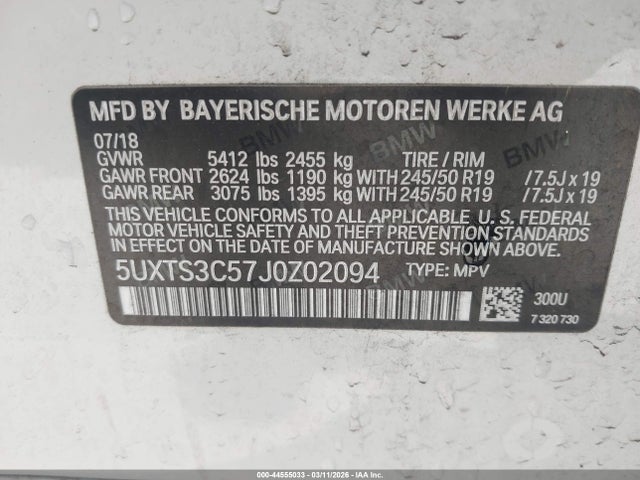 MFD BY BAYERISCHE MOTOREN WERKE AG
07/18
GVWR 5412 lbs 2455 kg TIRE / RIM
GAWR FRONT 2624 lbs 1190 kg WITH 245/50 R19 / 7.5J x 19
GAWR REAR 3075 lbs 1395 kg WITH 245/50 R19 / 7.5J x 19
THIS VEHICLE CONFORMS TO ALL APPLICABLE U. S. FEDERAL
MOTOR VEHICLE SAFETY, BUMPER, AND THEFT PREVENTION
STANDARDS IN EFFECT ON THE DATE OF MANUFACTURE SHOWN ABOVE.
5UXTS3C57J0Z02094 TYPE: MPV
300U
7 320 730
000-44555033 - 03/11/2026 - IAA Inc.